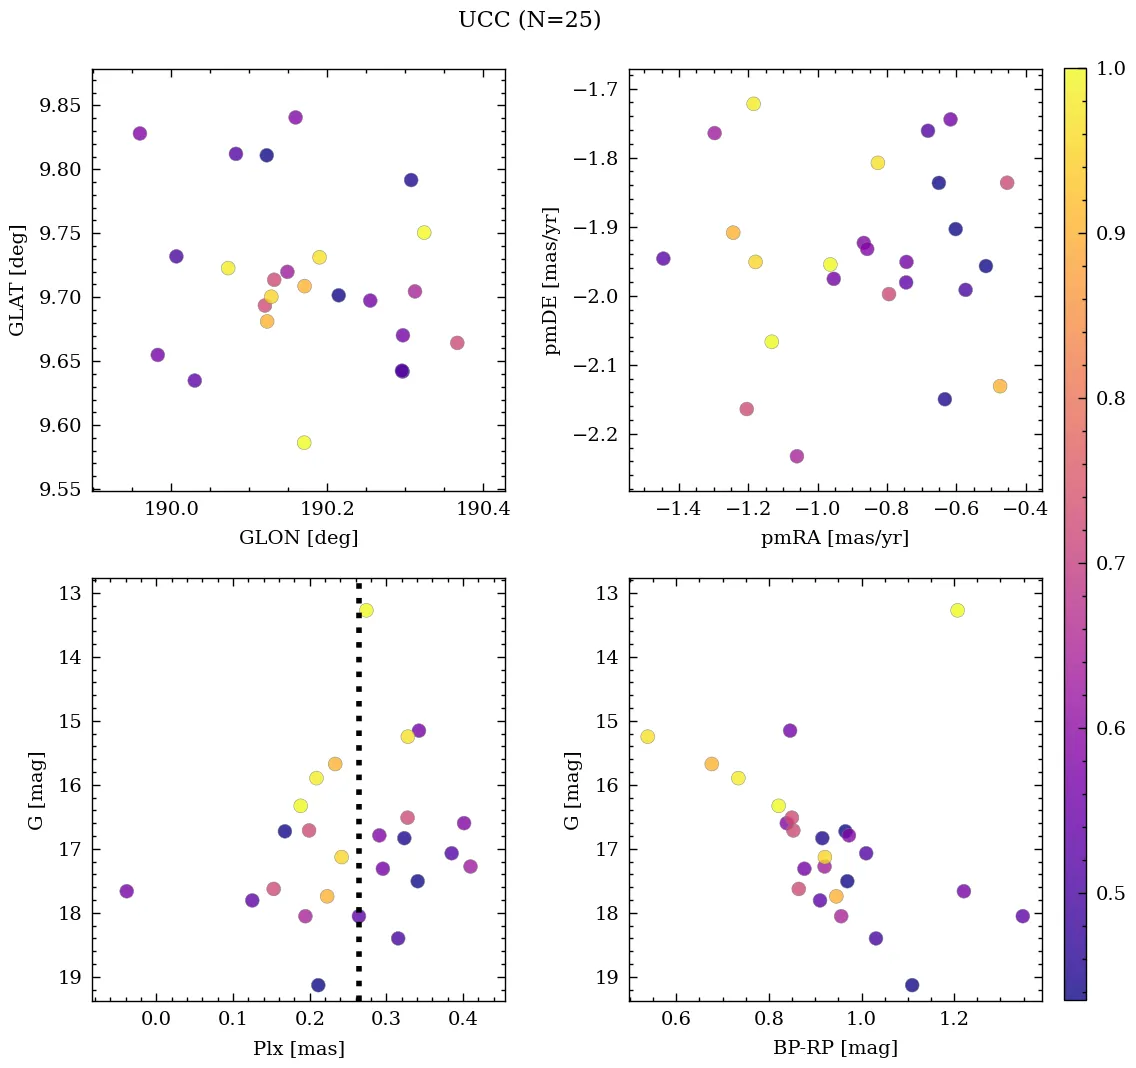 UCC (N=25)
9.85
9.80
9.75
9.70
9.65
9.60
9.55
GLAT [deg]
190.0 190.2 190.4
GLON [deg]
−1.7
−1.8
−1.9
−2.0
−2.1
−2.2
pmDE [mas/yr]
−1.4 −1.2 −1.0 −0.8 −0.6 −0.4
pmRA [mas/yr]
1.0
0.9
0.8
0.7
0.6
0.5
13
14
15
16
17
18
19
G [mag]
0.0 0.1 0.2 0.3 0.4
Plx [mas]
13
14
15
16
17
18
19
G [mag]
0.6 0.8 1.0 1.2
BP-RP [mag]